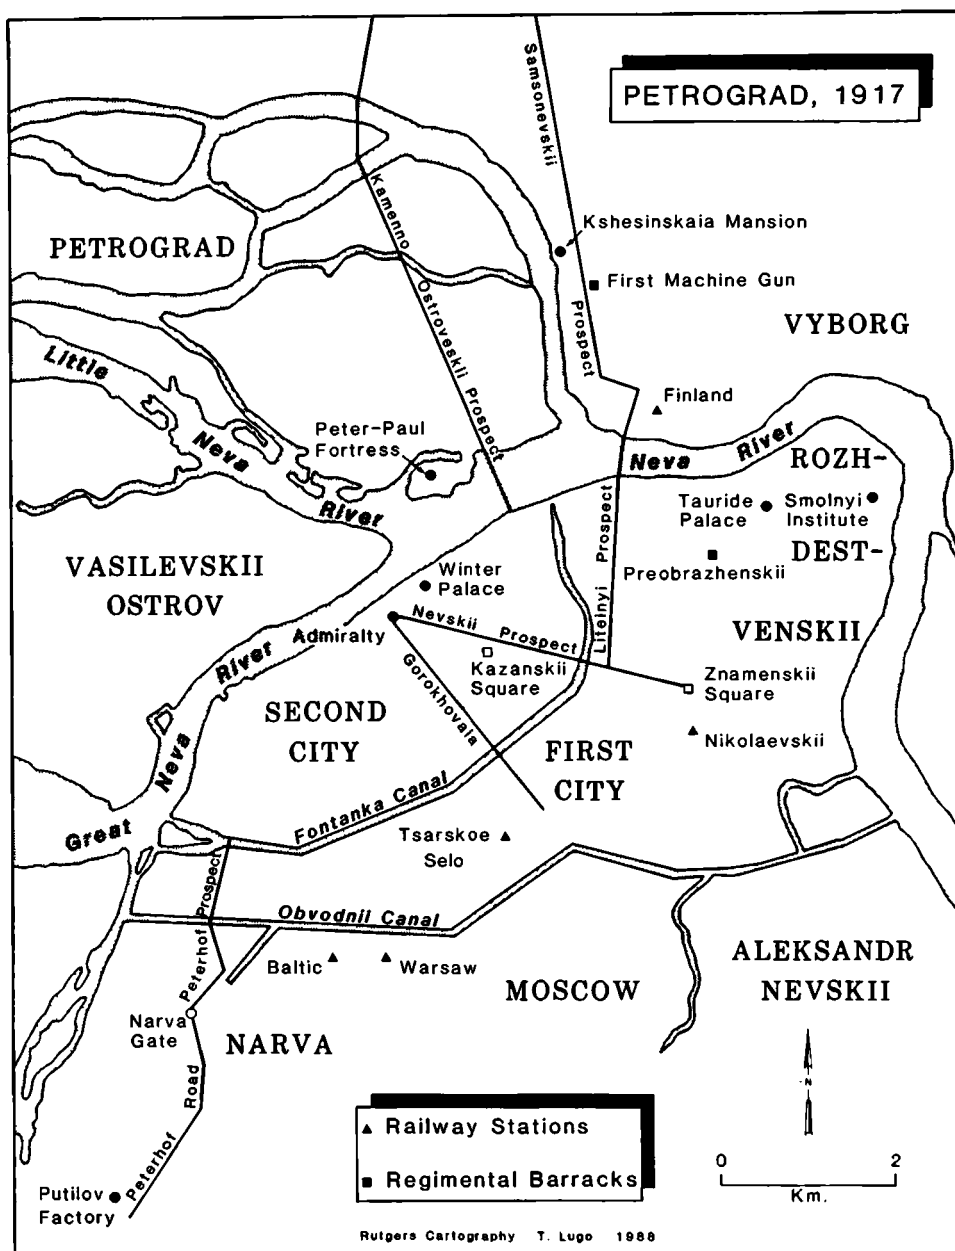 PETROGRAD, 1917
Samsonevskii
Prospect
Kamenno
Ostroveskii Prospect
Kshesinskaia Mansion
First Machine Gun
PETROGRAD
VYBORG
Little
Neva
River
Finland
Peter-Paul
Fortress
Neva
River
ROZH-
DEST-
VENSKII
Tauride
Palace
Smolnyi
Institute
Preobrazhenskii
Liteinyi Prospect
VASILEVSKII
OSTROV
Winter
Palace
Admiralty
Nevskii
Prospect
Kazanskii
Square
Gorokhovaia
Znamenskii
Square
Nikolaevskii
SECOND
CITY
FIRST
CITY
Great
Neva
River
Fontanka Canal
Tsarskoe
Selo
Obvodnii Canal
Peterhof Prospect
Baltic
Warsaw
MOSCOW
ALEKSANDR
NEVSKII
Narva
Gate
NARVA
Peterhof
Road
Putilov
Factory
N
Railway Stations
Regimental Barracks
0 2
Km.
Rutgers Cartography T. Lugo 1988